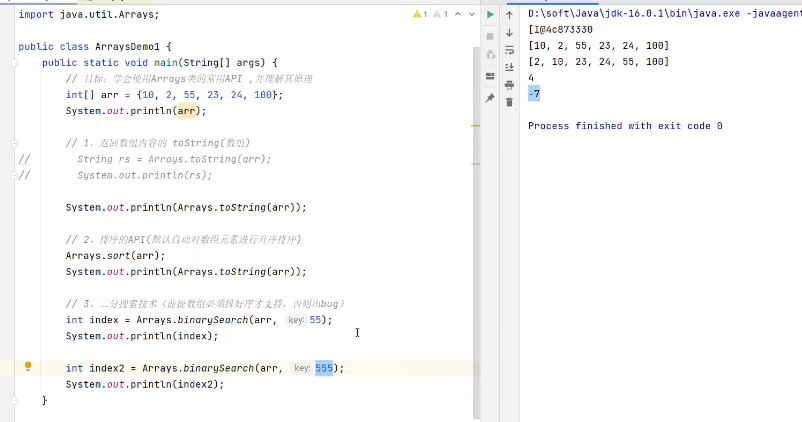 import java.util.Arrays;
public class ArraysDemo1 {
public static void main(String[] args) {
// 目标：学会使用Arrays类的常用API ,并理解其原理
int[] arr = {10, 2, 55, 23, 24, 100};
System.out.println(arr);
// 1、返回数组内容的 toString(数组)
// String rs = Arrays.toString(arr);
// System.out.println(rs);
System.out.println(Arrays.toString(arr));
// 2、排序的API(默认自动对数组元素进行升序排序)
Arrays.sort(arr);
System.out.println(Arrays.toString(arr));
// 3、二分搜索技术（前提数组必须排好序才支持，否则出bug）
int index = Arrays.binarySearch(arr, key: 55);
System.out.println(index);
int index2 = Arrays.binarySearch(arr, key: 555);
System.out.println(index2);
}
1 1
D:\soft\Java\jdk-16.0.1\bin\java.exe -javaagent
[I@4c873330
[10, 2, 55, 23, 24, 100]
[2, 10, 23, 24, 55, 100]
4
-7
Process finished with exit code 0